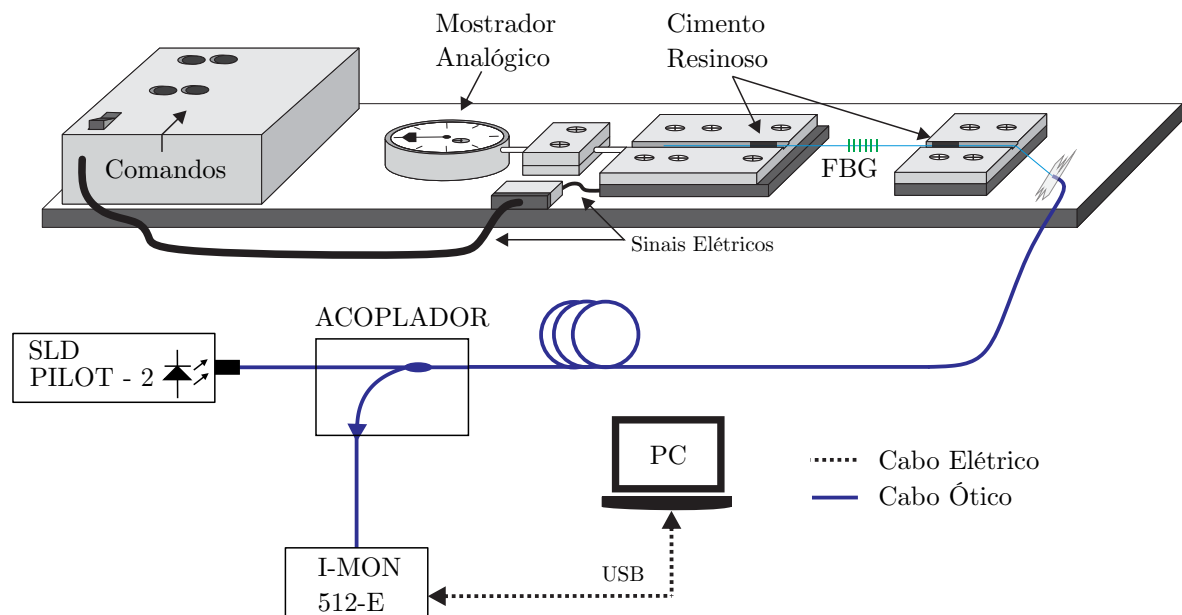 Mostrador
Analógico
Cimento
Resinoso
Comandos
FBG
Sinais Elétricos
ACOPLADOR
SLD
PILOT - 2
PC
Cabo Elétrico
Cabo Ótico
I-MON
512-E
USB